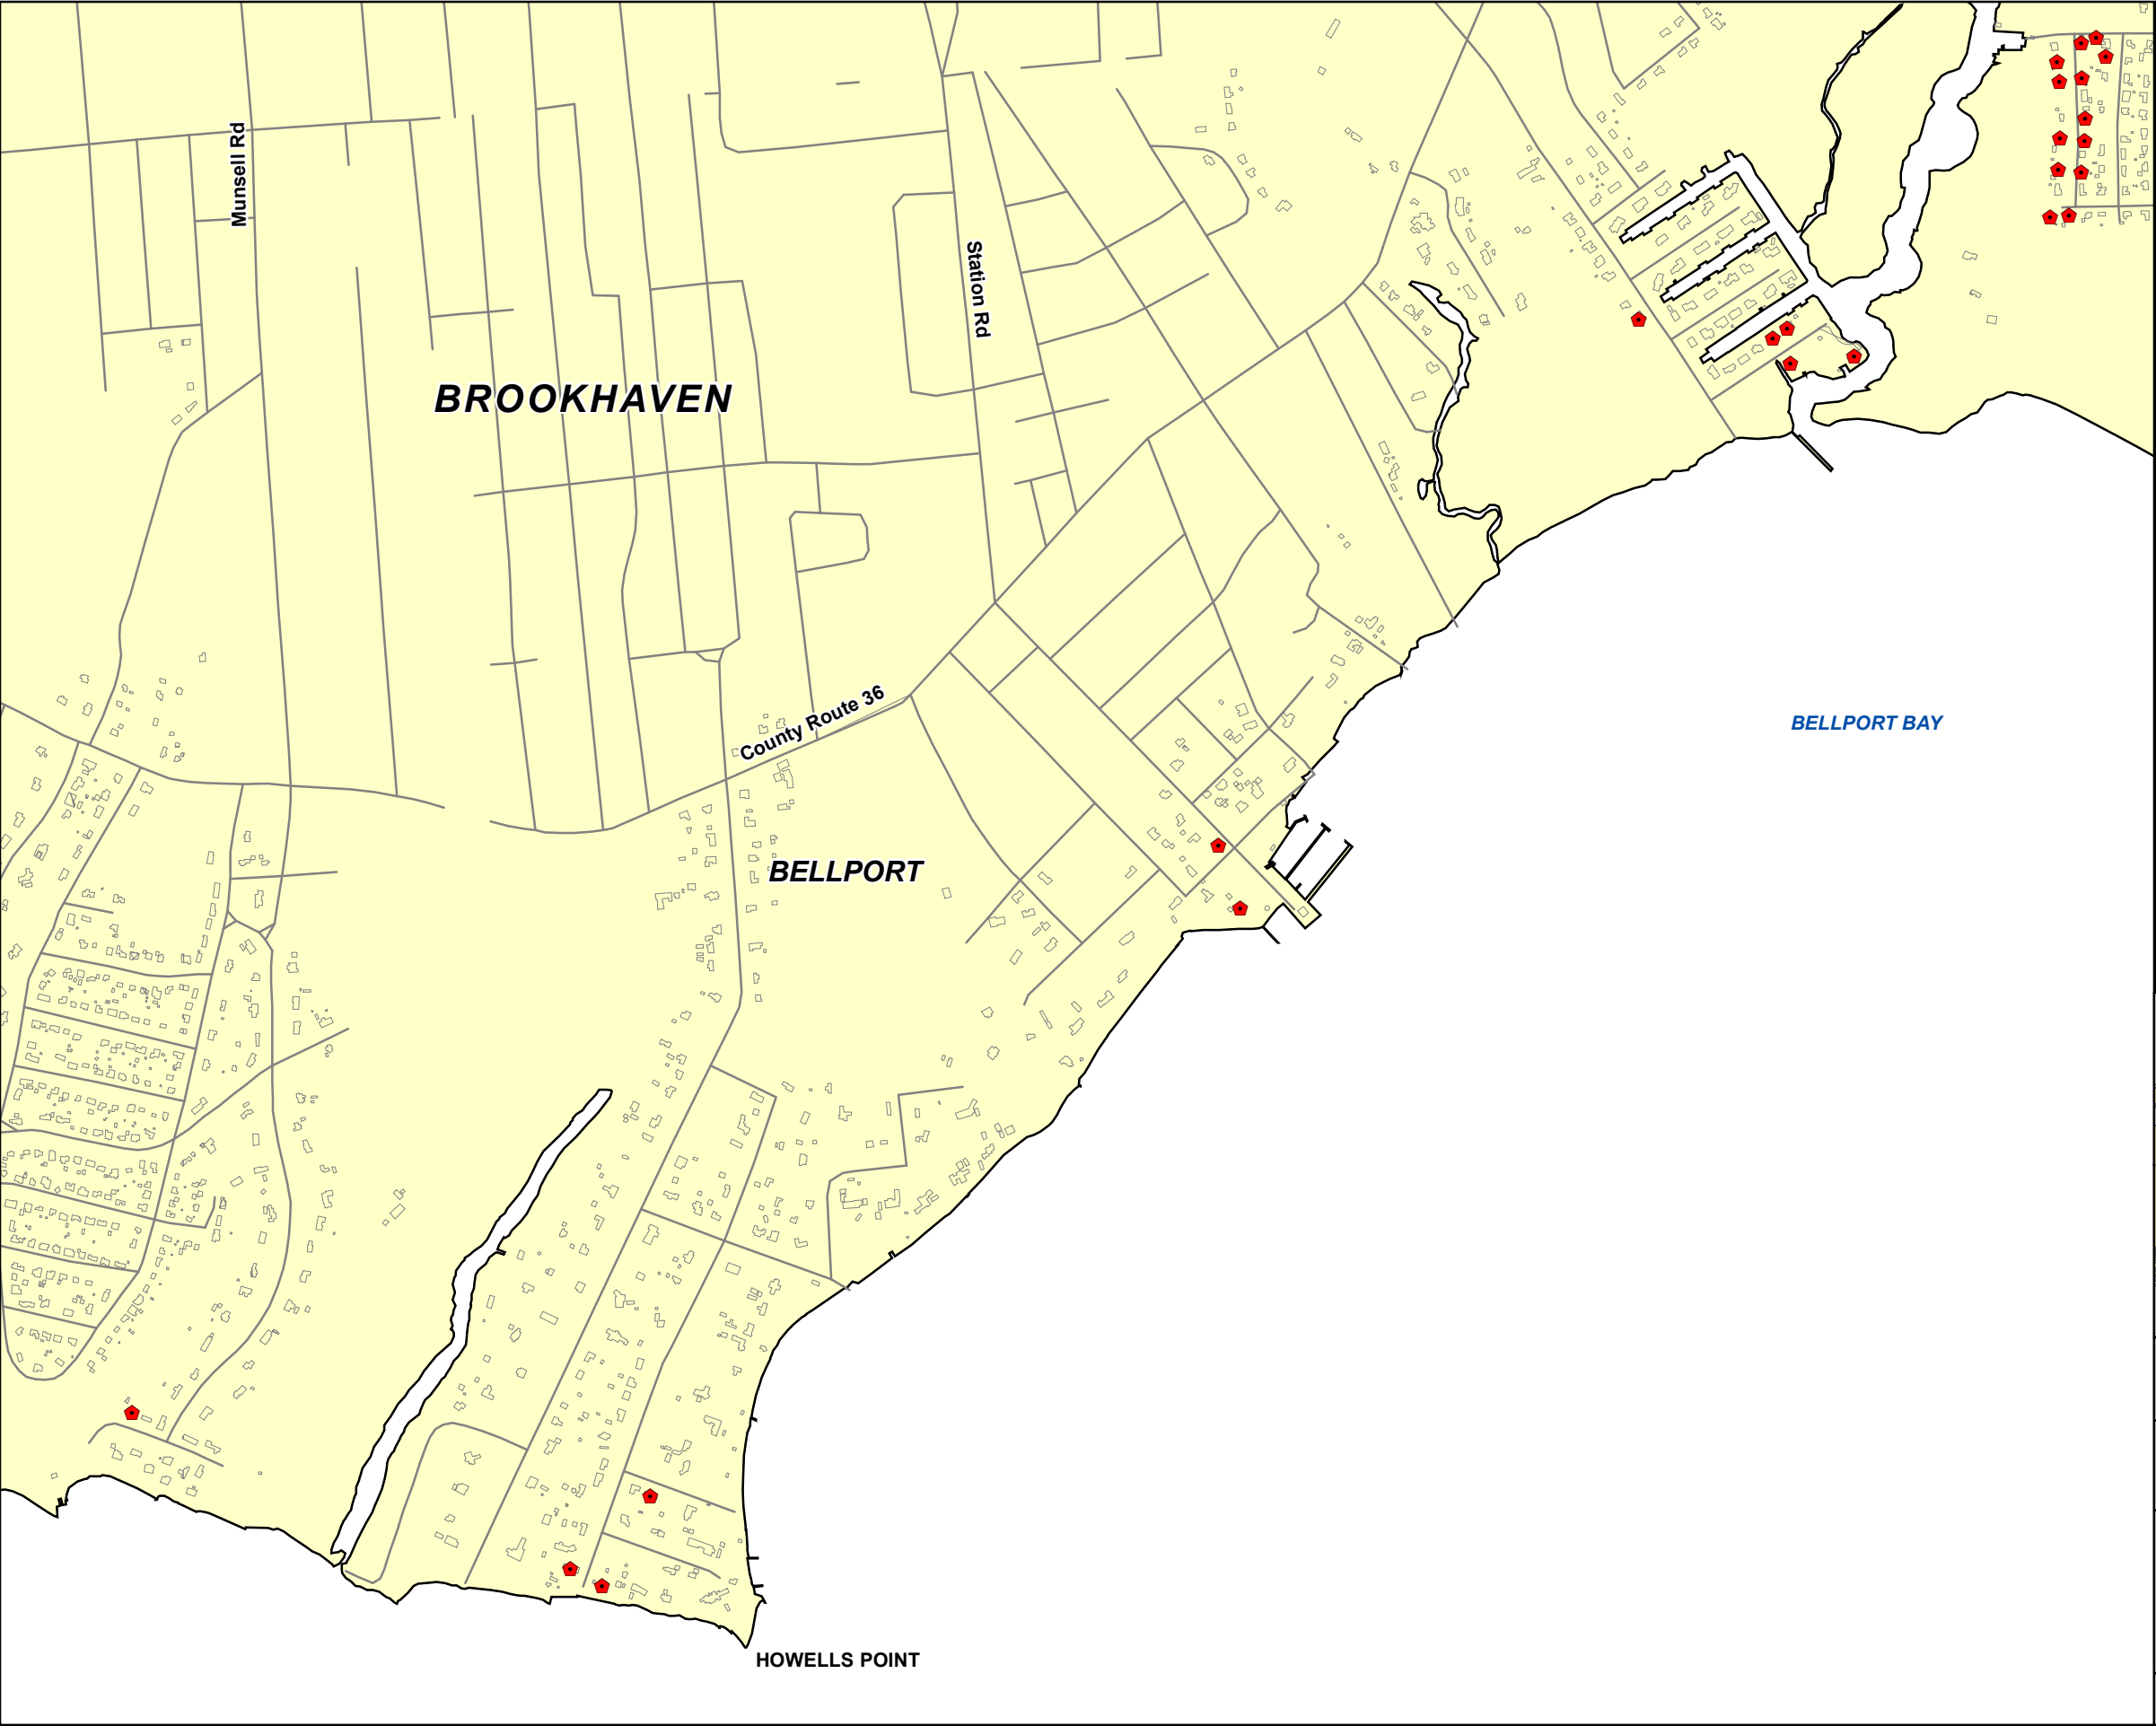 Munsell Rd
Station Rd
BROOKHAVEN
County Route 36
BELLPORT BAY
BELLPORT
HOWELLS POINT